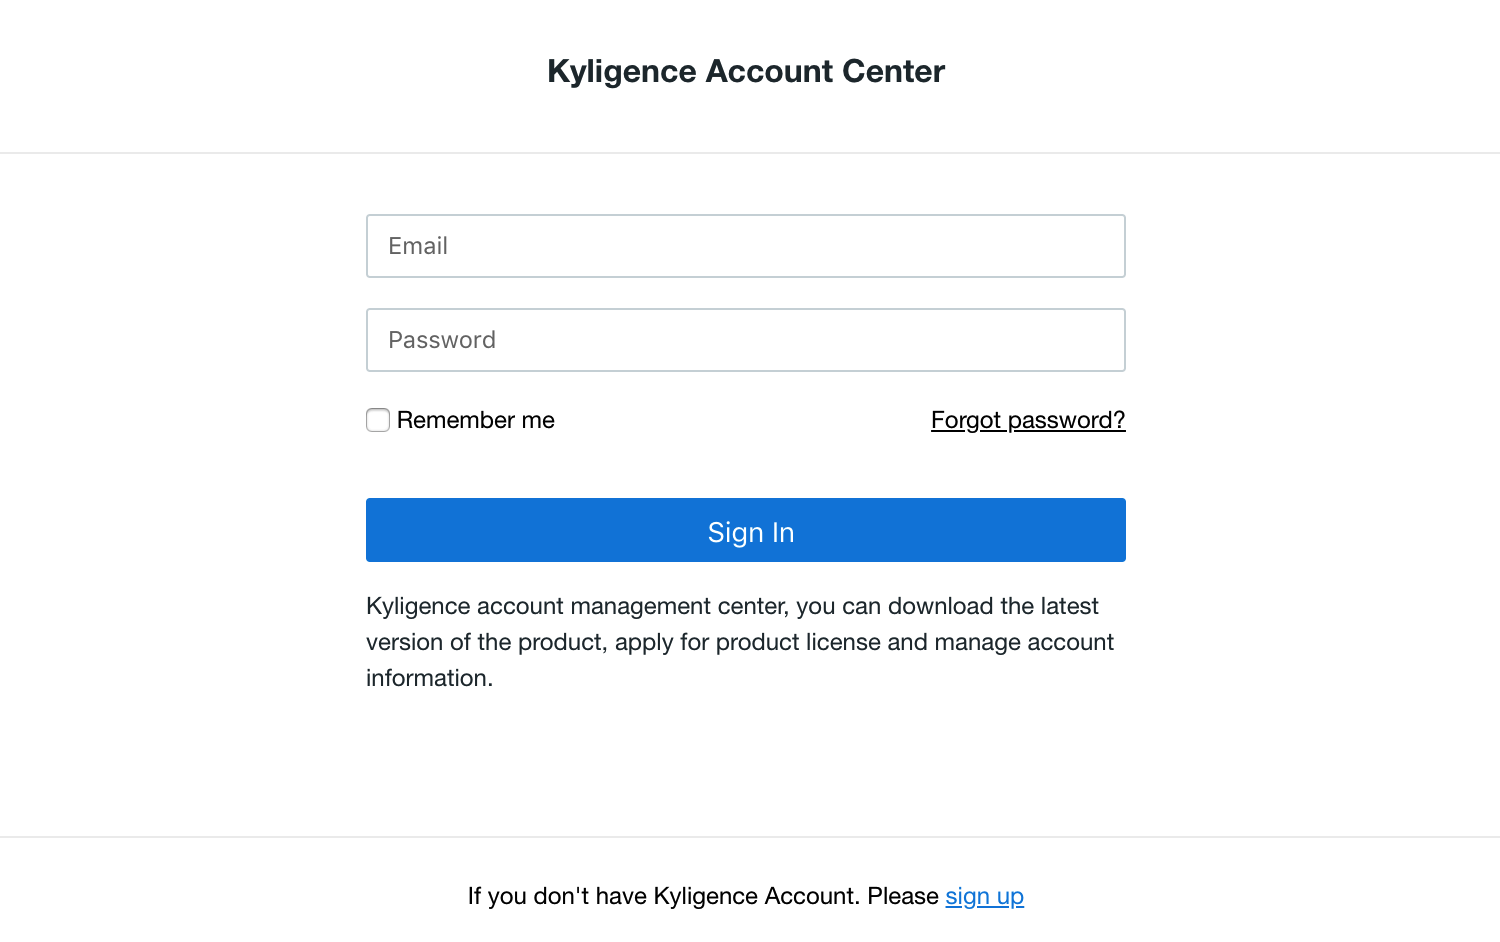 Kyligence Account Center
Email
Password
Remember me
Forgot password?
Sign In
Kyligence account management center, you can download the latest
version of the product, apply for product license and manage account
information.
If you don't have Kyligence Account. Please sign up